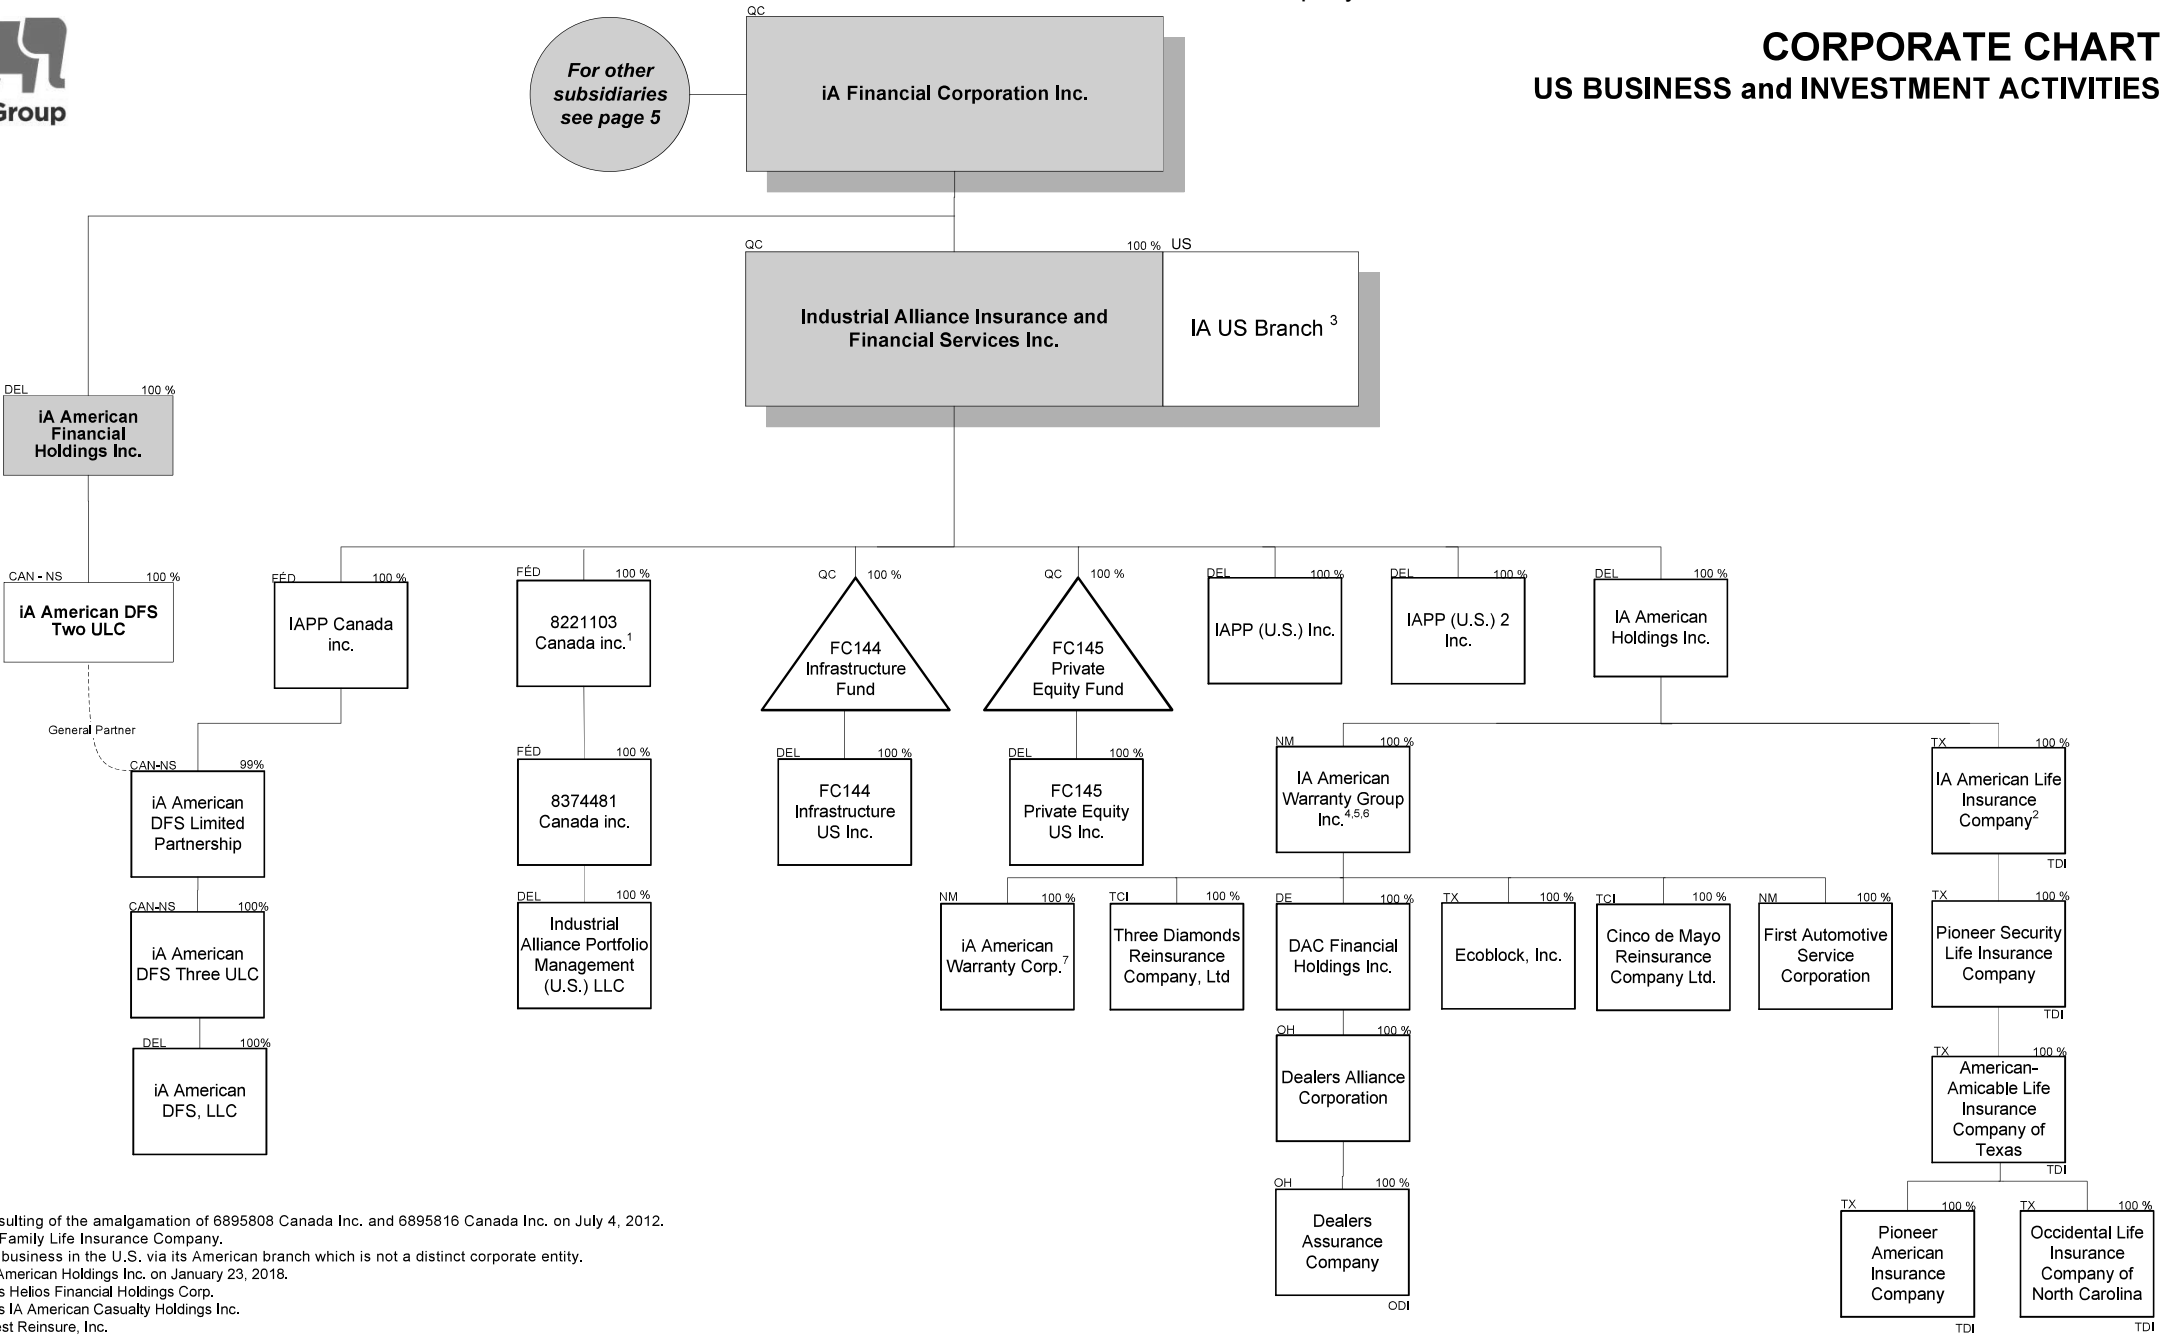 Group
For other
subsidiaries
see page 5
QC
iA Financial Corporation Inc.
CORPORATE CHART
US BUSINESS and INVESTMENT ACTIVITIES
QC
100 %
US
Industrial Alliance Insurance and
Financial Services Inc.
IA US Branch 3
DEL
100 %
iA American
Financial
Holdings Inc.
CAN - NS
100 %
iA American DFS
Two ULC
FÉD
100 %
IAPP Canada
inc.
FÉD
100 %
8221103
Canada inc.1
QC
100 %
FC144
Infrastructure
Fund
QC
100 %
FC145
Private
Equity Fund
DEL
100 %
IAPP (U.S.) Inc.
DEL
100 %
IAPP (U.S.) 2
Inc.
DEL
100 %
IA American
Holdings Inc.
General Partner
CAN-NS
99%
iA American
DFS Limited
Partnership
FÉD
100 %
8374481
Canada inc.
DEL
100 %
FC144
Infrastructure
US Inc.
DEL
100 %
FC145
Private Equity
US Inc.
NM
100 %
IA American
Warranty Group
Inc.4,5,6
TX
100 %
IA American Life
Insurance
Company2
TDI
CAN-NS
100%
iA American
DFS Three ULC
DEL
100 %
Industrial
Alliance Portfolio
Management
(U.S.) LLC
NM
100 %
iA American
Warranty Corp.7
TCI
100 %
Three Diamonds
Reinsurance
Company, Ltd
DE
100 %
DAC Financial
Holdings Inc.
TX
100 %
Ecoblock, Inc.
TCI
100 %
Cinco de Mayo
Reinsurance
Company Ltd.
NM
100 %
First Automotive
Service
Corporation
TX
100 %
Pioneer Security
Life Insurance
Company
TDI
DEL
100%
iA American
DFS, LLC
OH
100 %
Dealers Alliance
Corporation
TX
100 %
American-
Amicable Life
Insurance
Company of
Texas
TDI
OH
100 %
Dealers
Assurance
Company
ODI
TX
100 %
Pioneer
American
Insurance
Company
TDI
TX
100 %
Occidental Life
Insurance
Company of
North Carolina
TDI
sulting of the amalgamation of 6895808 Canada Inc. and 6895816 Canada Inc. on July 4, 2012.
Family Life Insurance Company.
business in the U.S. via its American branch which is not a distinct corporate entity.
American Holdings Inc. on January 23, 2018.
s Helios Financial Holdings Corp.
s IA American Casualty Holdings Inc.
est Reinsure, Inc.